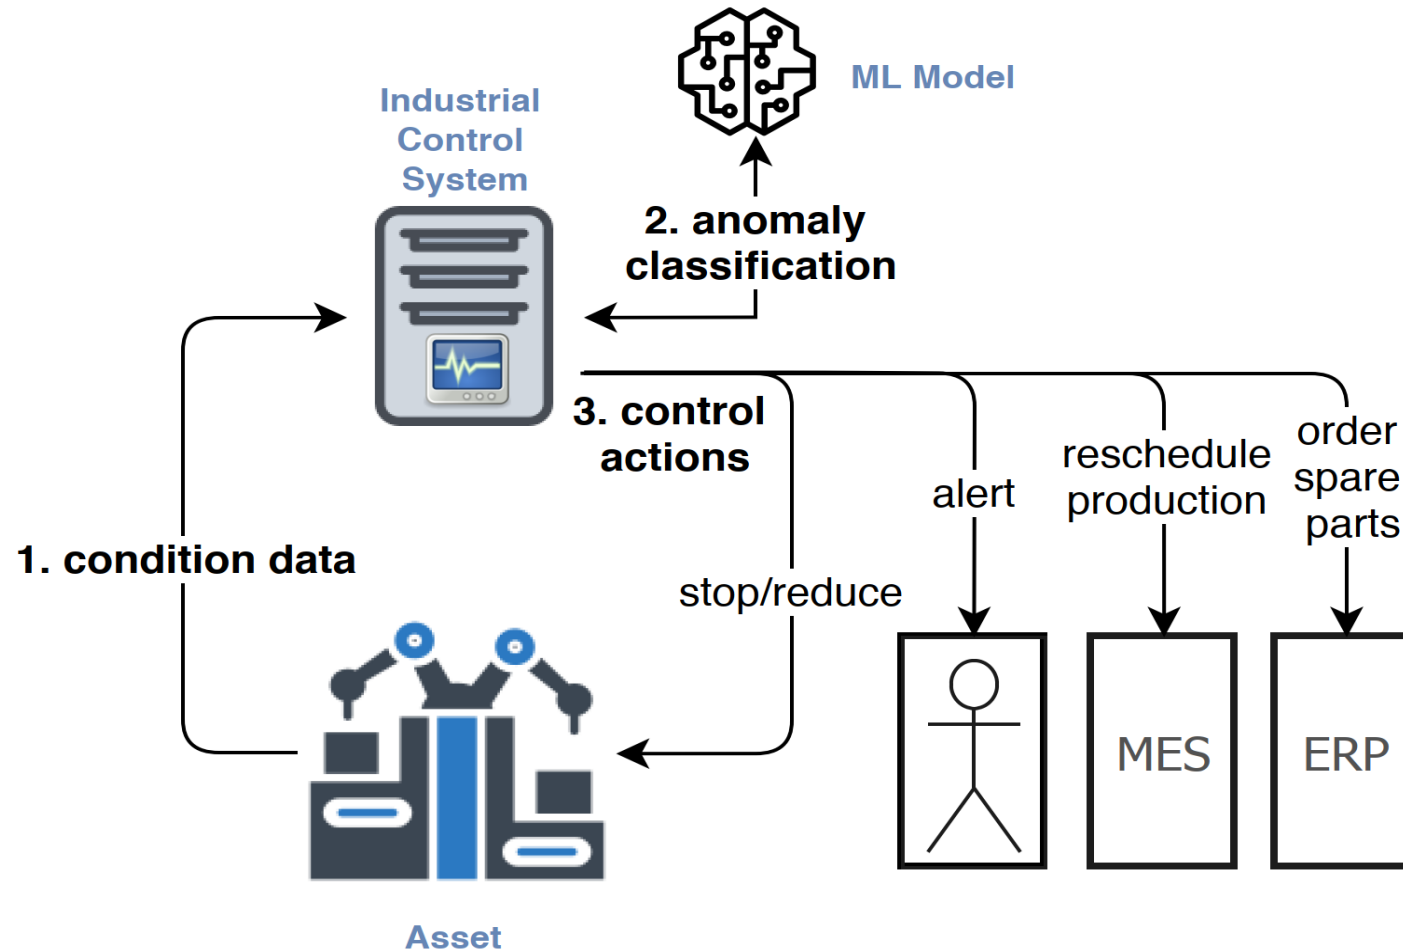 ML Model
Industrial
Control
System
2. anomaly
classification
3. control
actions
order
spare
parts
reschedule
production
alert
1. condition data
stop/reduce
MES
ERP
Asset